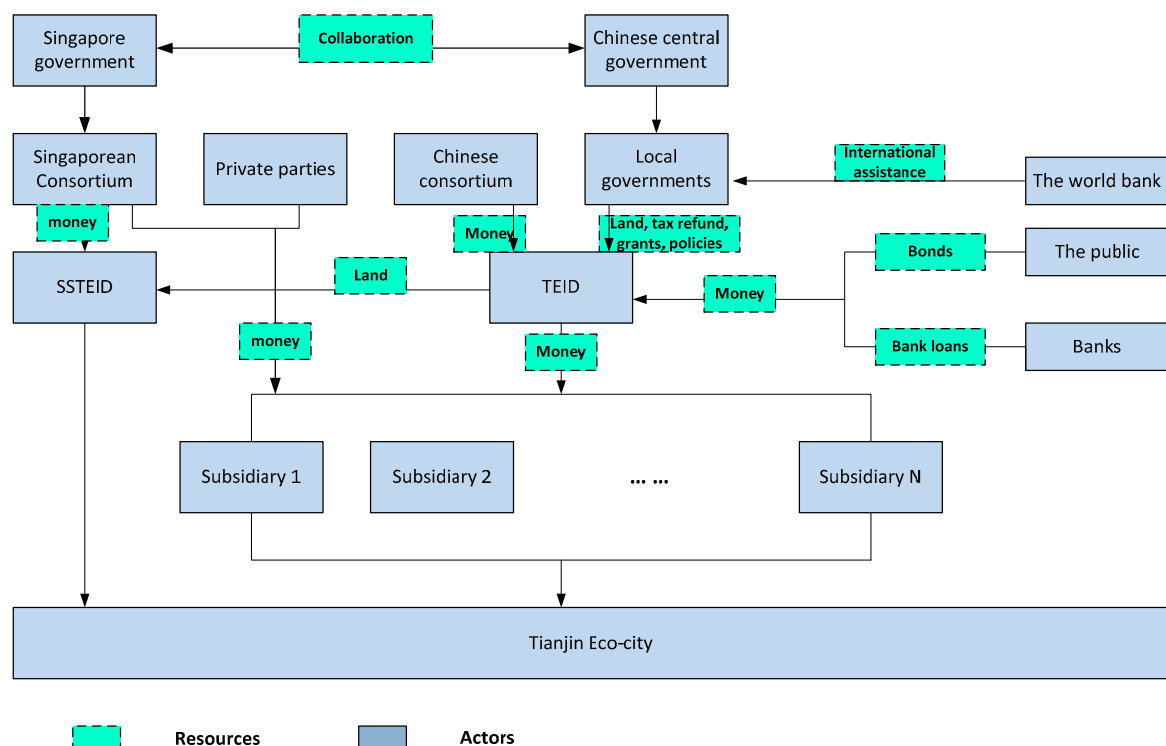 Singapore
government
Collaboration
Chinese central
government
Singaporean
Consortium
Private parties
Chinese
consortium
Local
governments
International
assistance
The world bank
money
Money
Land, tax refund,
grants, policies
Bonds
The public
SSTEID
Land
TEID
Money
money
Money
Bank loans
Banks
Subsidiary 1
Subsidiary 2
... ...
Subsidiary N
Tianjin Eco-city
Resources
Actors